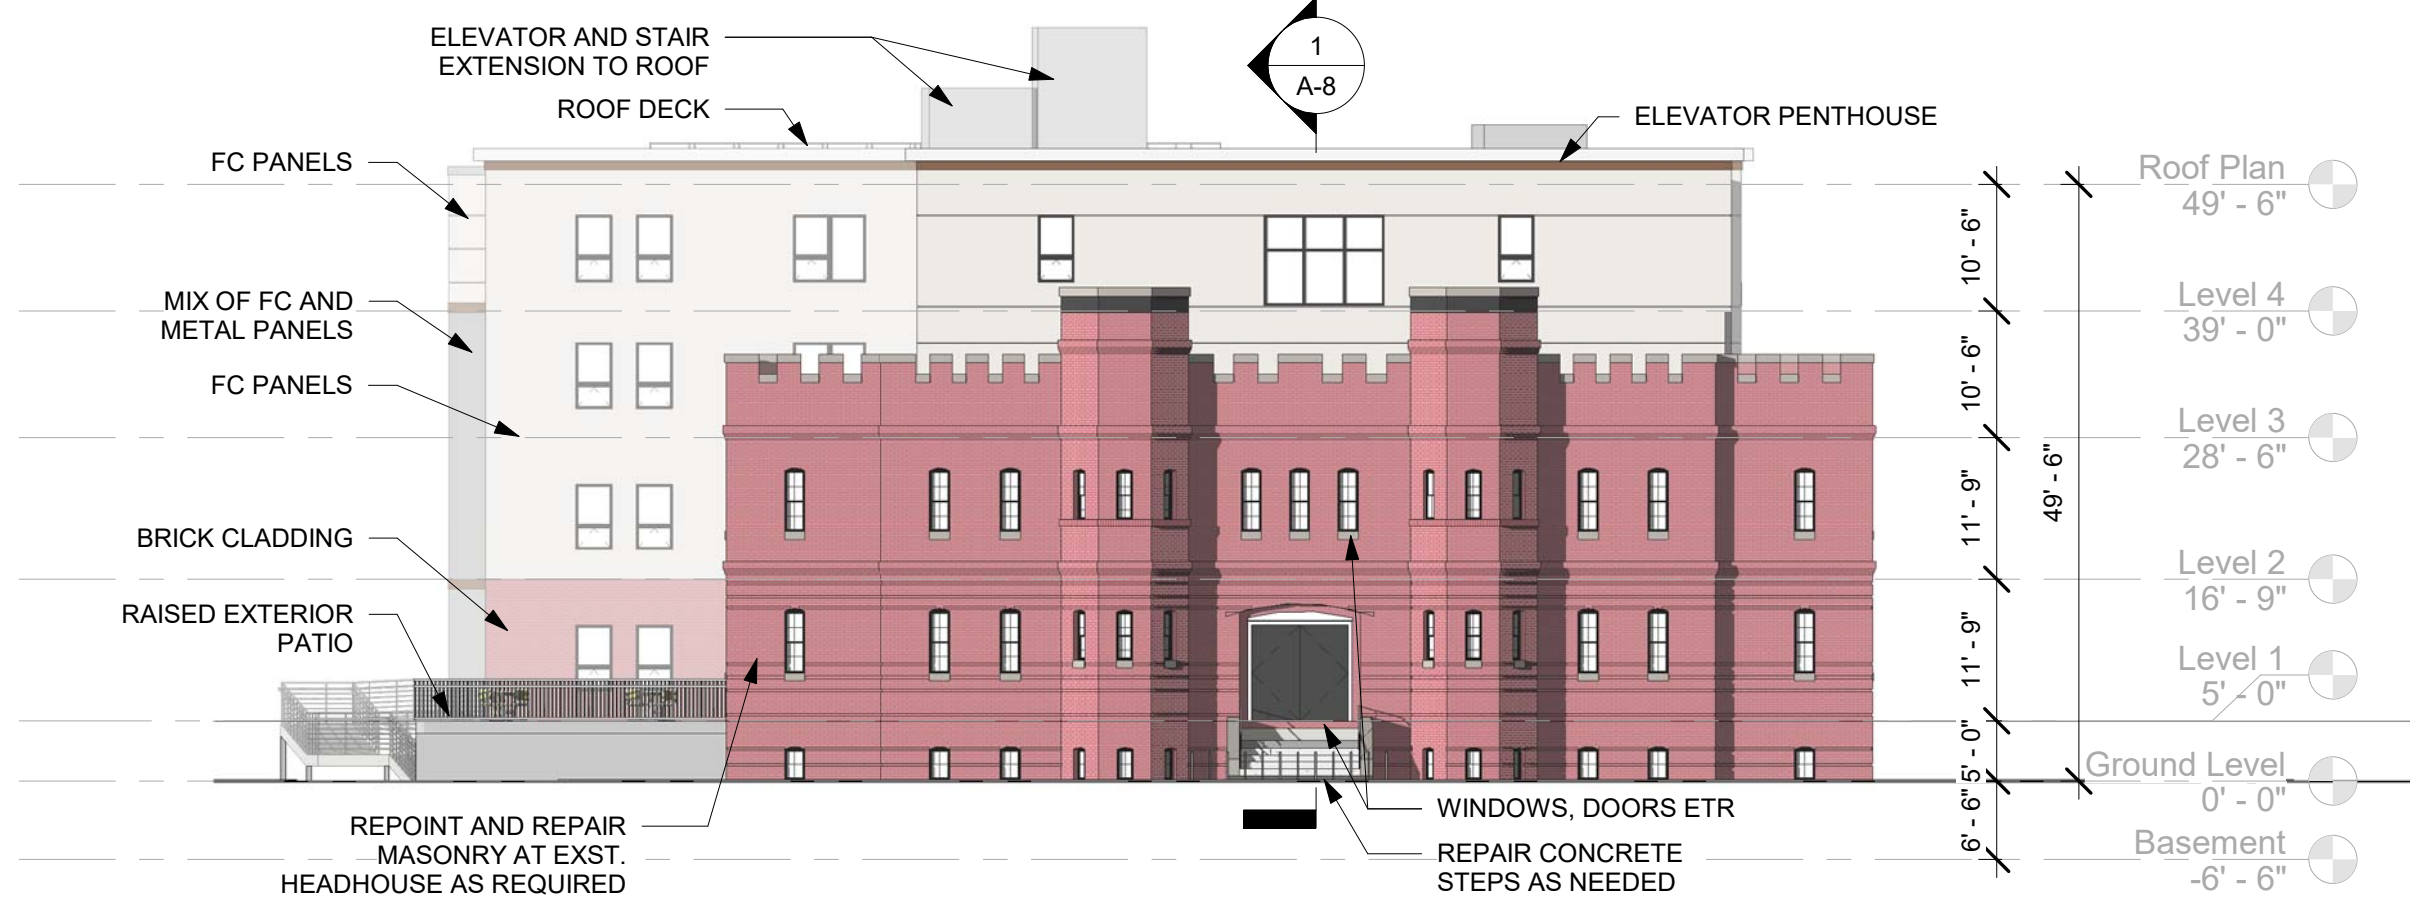 ELEVATOR AND STAIR
EXTENSION TO ROOF
ROOF DECK
FC PANELS
MIX OF FC AND
METAL PANELS
FC PANELS
BRICK CLADDING
RAISED EXTERIOR
PATIO
REPOINT AND REPAIR
MASONRY AT EXST.
HEADHOUSE AS REQUIRED
1
A-8
ELEVATOR PENTHOUSE
WINDOWS, DOORS ETR
REPAIR CONCRETE
STEPS AS NEEDED
10' - 6"
10' - 6"
11' - 9"
11' - 9"
5' - 0"
6' - 6"
49' - 6"
Roof Plan
49' - 6"
Level 4
39' - 0"
Level 3
28' - 6"
Level 2
16' - 9"
Level 1
5' - 0"
Ground Level
0' - 0"
Basement
-6' - 6"